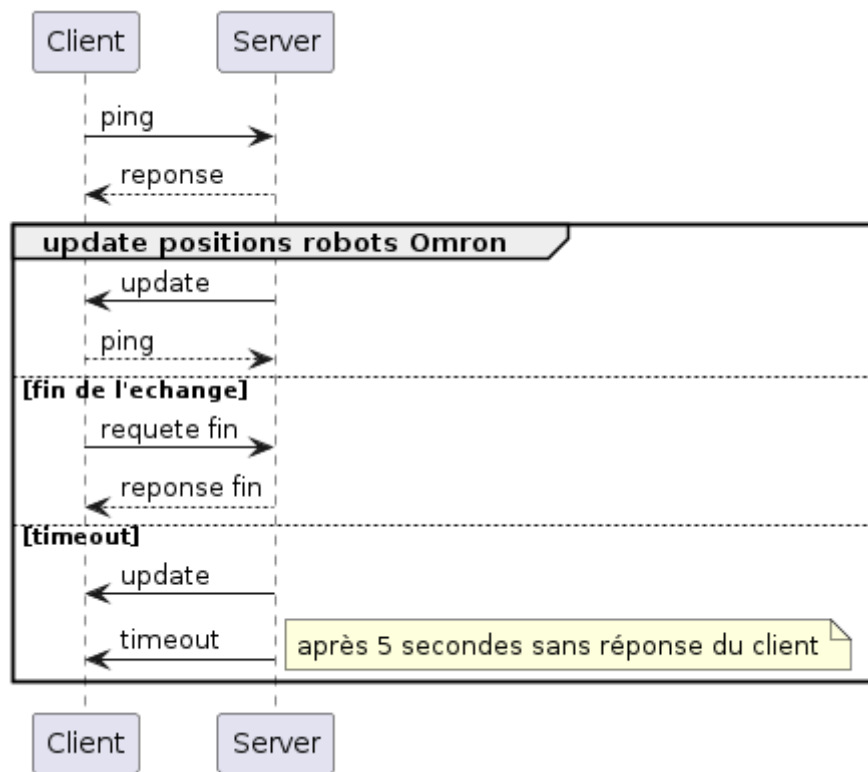 Client Server
ping
reponse
update positions robots Omron
update
ping
[fin de l'echange]
requete fin
reponse fin
[timeout]
update
timeout après 5 secondes sans réponse du client
Client Server